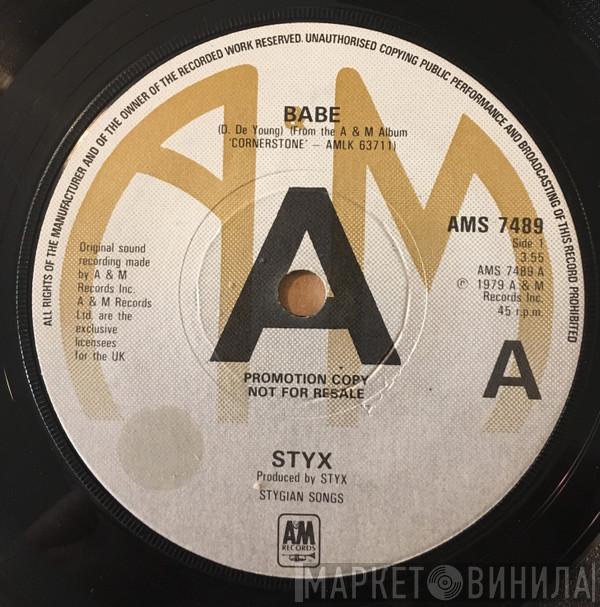 ALL RIGHTS OF THE MANUFACTURER AND OF THE OWNER OF THE RECORDED WORK RESERVED. UNAUTHORISED COPYING PUBLIC PERFORMANCE AND BROADCASTING OF THIS RECORD PROHIBITED
A&M
BABE
(D. De Young) (From the A & M Album
'CORNERSTONE' - AMLK 63711)
A
AMS 7489
Side 1
3.55
AMS 7489 A
℗ 1979 A & M
Records Inc.
45 r.p.m.
Original sound
recording made
by A & M
Records Inc.
A & M Records
Ltd. are the
exclusive
licensees
for the UK
PROMOTION COPY
NOT FOR RESALE
A
STYX
Produced by STYX
STYGIAN SONGS
A&M
RECORDS
МАРКЕТ ВИНИЛА